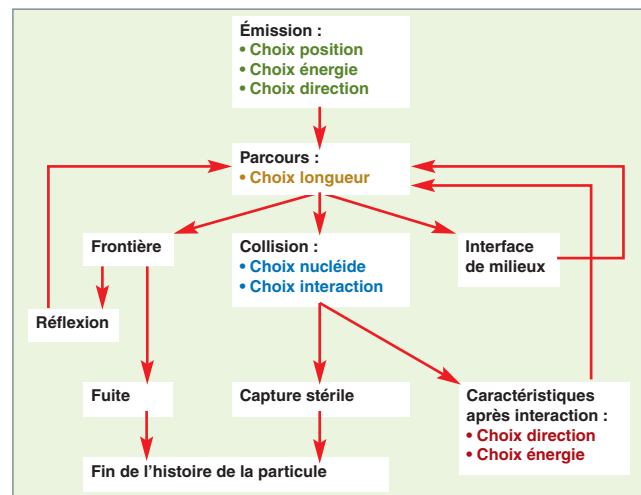 Émission :
• Choix position
• Choix énergie
• Choix direction
Parcours :
• Choix longueur
Frontière
Collision :
• Choix nucléide
• Choix interaction
Interface
de milieux
Réflexion
Fuite
Capture stérile
Caractéristiques
après interaction :
• Choix direction
• Choix énergie
Fin de l'histoire de la particule